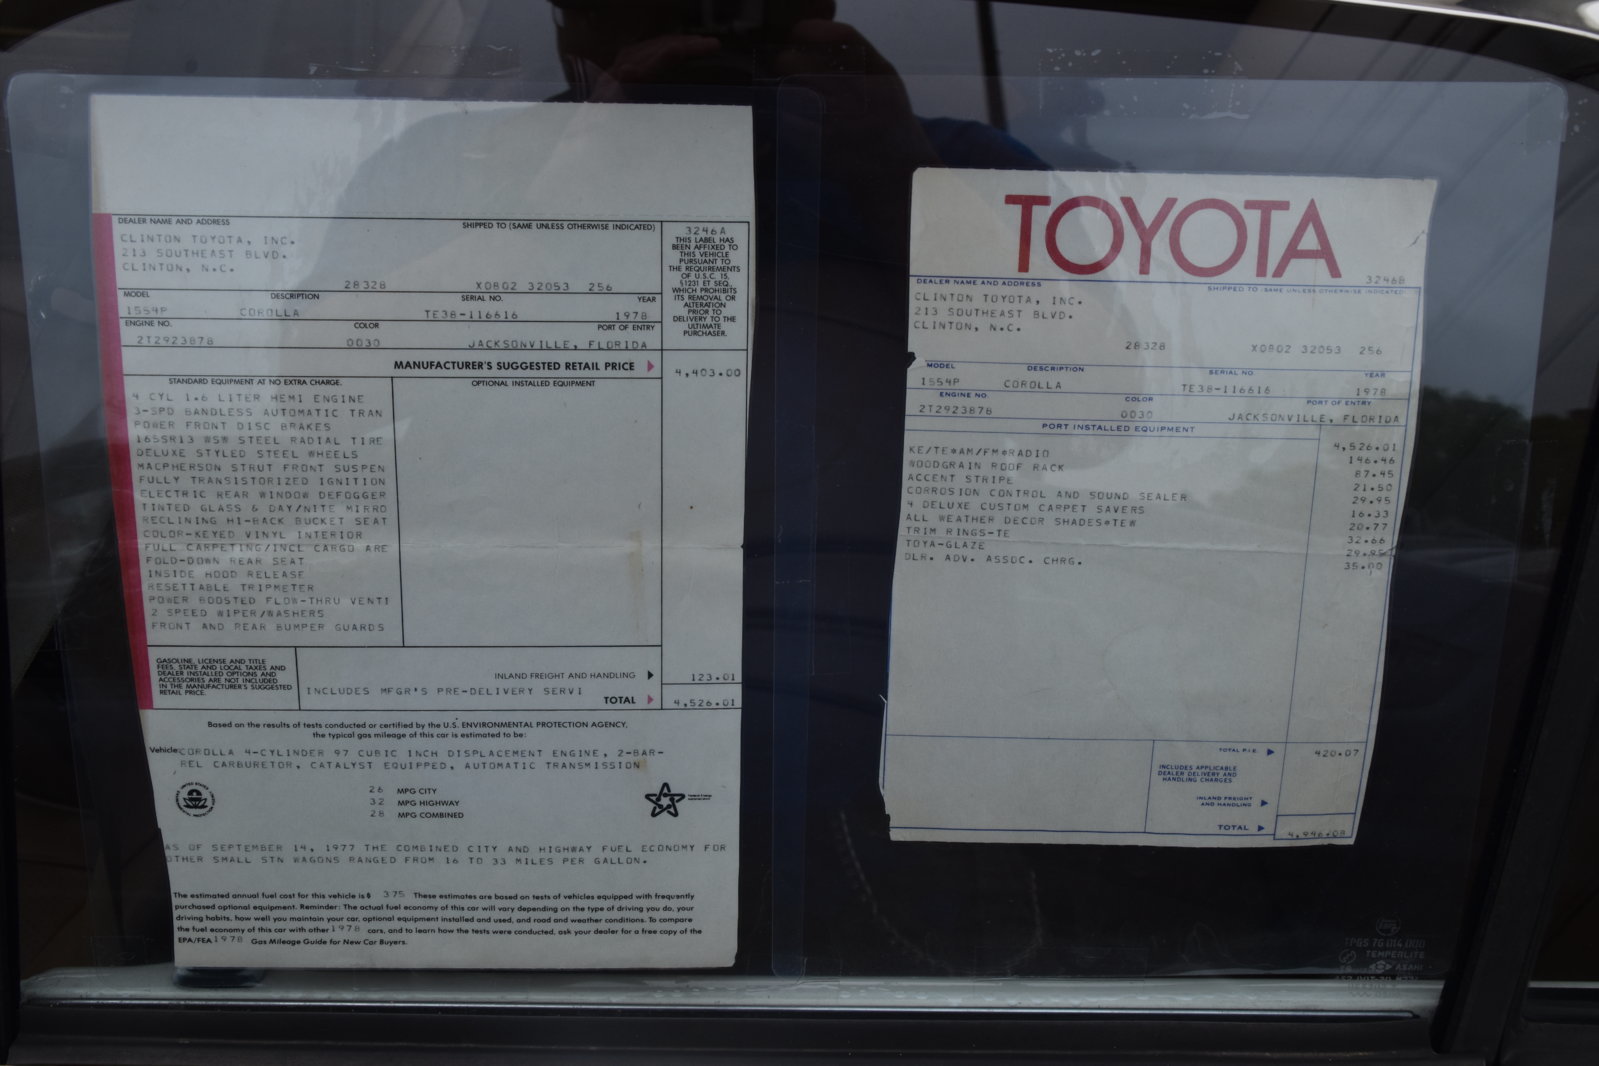 DEALER NAME AND ADDRESS
SHIPPED TO (SAME UNLESS OTHERWISE INDICATED)
CLINTON TOYOTA, INC.
213 SOUTHEAST BLVD.
CLINTON, N.C.
28328 X0802 32053 256
3246A
THIS LABEL HAS
BEEN AFFIXED TO
THIS VEHICLE
PURSUANT TO
THE REQUIREMENTS
OF U.S.C. 15,
§1231 ET SEQ.,
WHICH PROHIBITS
ITS REMOVAL OR
ALTERATION
PRIOR TO
DELIVERY TO THE
ULTIMATE
PURCHASER.
MODEL DESCRIPTION SERIAL NO. YEAR
1554P COROLLA TE38-116616 1978
ENGINE NO. COLOR PORT OF ENTRY
2T2923878 0030 JACKSONVILLE, FLORIDA
MANUFACTURER'S SUGGESTED RETAIL PRICE 4,403.00
STANDARD EQUIPMENT AT NO EXTRA CHARGE. OPTIONAL INSTALLED EQUIPMENT
4 CYL 1.6 LITER HEMI ENGINE
3-SPD BANDLESS AUTOMATIC TRAN
POWER FRONT DISC BRAKES
165SR13 WSW STEEL RADIAL TIRE
DELUXE STYLED STEEL WHEELS
MACPHERSON STRUT FRONT SUSPEN
FULLY TRANSISTORIZED IGNITION
ELECTRIC REAR WINDOW DEFOGGER
TINTED GLASS & DAY/NITE MIRRO
RECLINING HI-BACK BUCKET SEAT
COLOR-KEYED VINYL INTERIOR
FULL CARPETING/INCL CARGO ARE
FOLD-DOWN REAR SEAT
INSIDE HOOD RELEASE
RESETTABLE TRIPMETER
POWER BOOSTED FLOW-THRU VENTI
2 SPEED WIPER/WASHERS
FRONT AND REAR BUMPER GUARDS
GASOLINE, LICENSE AND TITLE
FEES, STATE AND LOCAL TAXES AND
DEALER INSTALLED OPTIONS AND
ACCESSORIES ARE NOT INCLUDED
IN THE MANUFACTURER'S SUGGESTED
RETAIL PRICE.
INLAND FREIGHT AND HANDLING 123.01
INCLUDES MFGR'S PRE-DELIVERY SERVI
TOTAL 4,526.01
Based on the results of tests conducted or certified by the U.S. ENVIRONMENTAL PROTECTION AGENCY,
the typical gas mileage of this car is estimated to be:
Vehicle: COROLLA 4-CYLINDER 97 CUBIC INCH DISPLACEMENT ENGINE, 2-BAR-
REL CARBURETOR, CATALYST EQUIPPED, AUTOMATIC TRANSMISSION
26 MPG CITY
32 MPG HIGHWAY
28 MPG COMBINED
AS OF SEPTEMBER 14, 1977 THE COMBINED CITY AND HIGHWAY FUEL ECONOMY FOR
OTHER SMALL STN WAGONS RANGED FROM 16 TO 33 MILES PER GALLON.
The estimated annual fuel cost for this vehicle is $ 375 These estimates are based on tests of vehicles equipped with frequently
purchased optional equipment. Reminder: The actual fuel economy of this car will vary depending on the type of driving you do, your
driving habits, how well you maintain your car, optional equipment installed and used, and road and weather conditions. To compare
the fuel economy of this car with other 1978 cars, and to learn how the tests were conducted, ask your dealer for a free copy of the
EPA/FEA 1978 Gas Mileage Guide for New Car Buyers.
TOYOTA
3246B
DEALER NAME AND ADDRESS
SHIPPED TO (SAME UNLESS OTHERWISE INDICATED)
CLINTON TOYOTA, INC.
213 SOUTHEAST BLVD.
CLINTON, N.C.
28328 X0802 32053 256
MODEL DESCRIPTION SERIAL NO. YEAR
1554P COROLLA TE38-116616 1978
ENGINE NO. COLOR PORT OF ENTRY
2T2923878 0030 JACKSONVILLE, FLORIDA
PORT INSTALLED EQUIPMENT
4,526.01
KE/TE*AM/FM*RADIO 146.46
WOODGRAIN ROOF RACK 87.45
ACCENT STRIPE 21.50
CORROSION CONTROL AND SOUND SEALER 29.95
4 DELUXE CUSTOM CARPET SAVERS 16.33
ALL WEATHER DECOR SHADES*TEW 20.77
TRIM RINGS-TE 32.66
TOYA-GLAZE 29.95
DLR. ADV. ASSOC. CHRG. 35.00
TOTAL P.I.E. 420.07
INCLUDES APPLICABLE
DEALER DELIVERY AND
HANDLING CHARGES
INLAND FREIGHT
AND HANDLING
TOTAL 4,946.08
TEMPERLITE
ASAHI